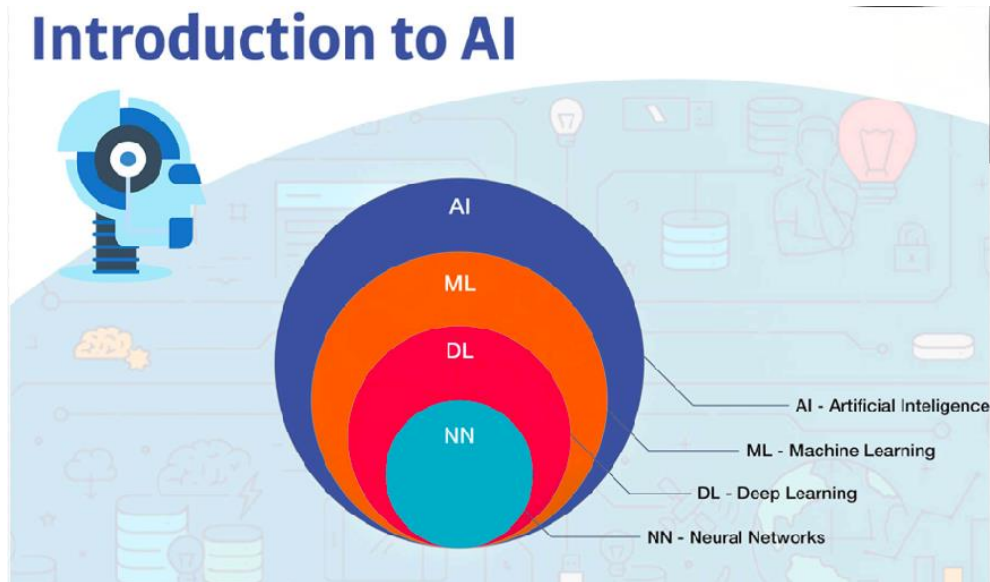 Introduction to AI
AI
ML
DL
NN
AI - Artificial Inteligence
ML - Machine Learning
DL - Deep Learning
NN - Neural Networks